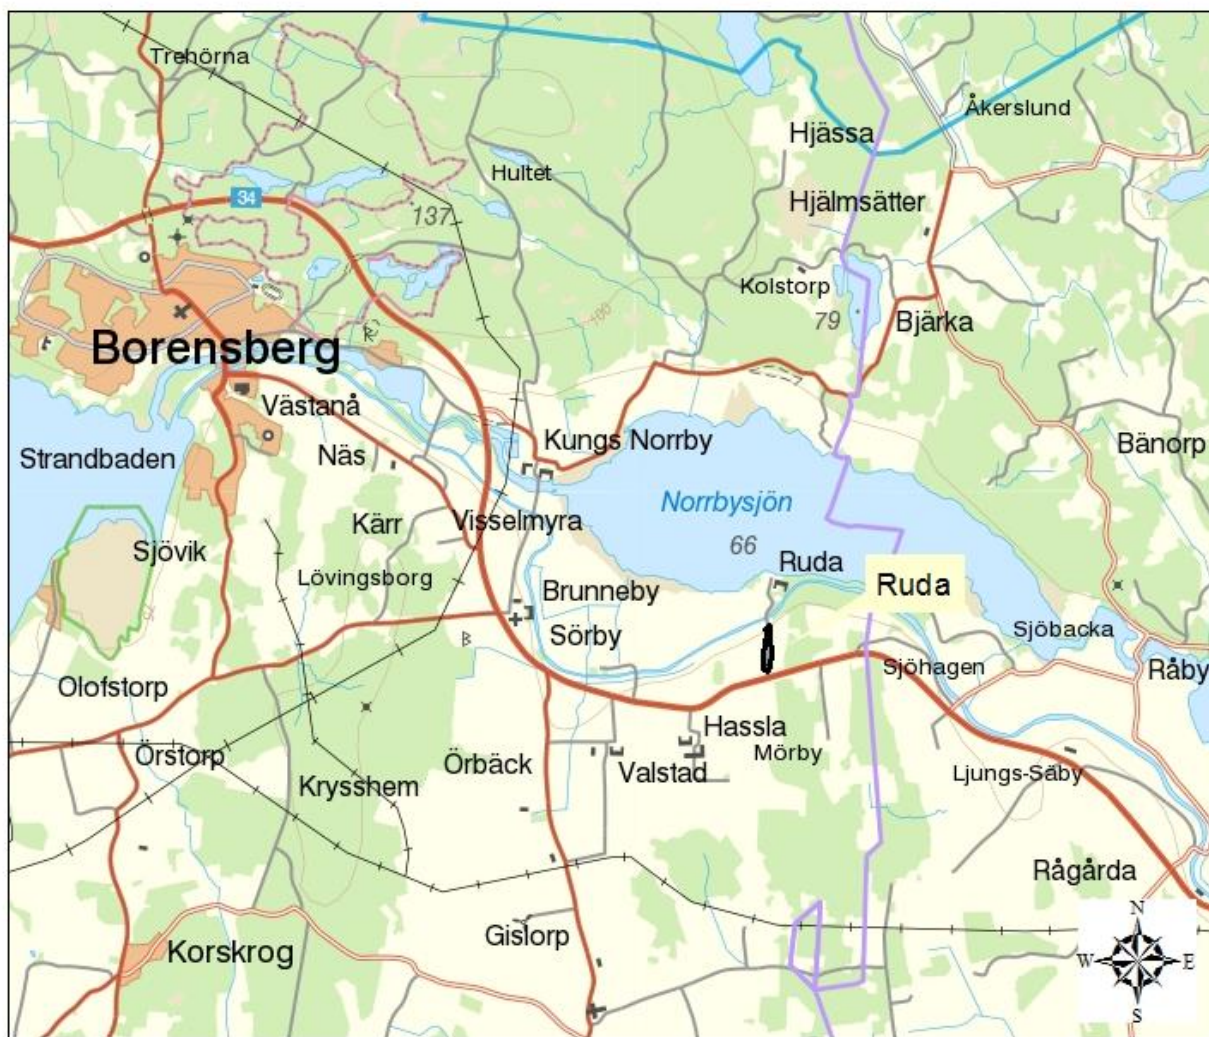 Trehörna
Åkerslund
Hjässa
Hultet
34
Hjälmsätter
137
Kolstorp
79
100
Bjärka
Borensberg
Västanå
Kungs Norrby
Bänorp
Näs
Strandbaden
Norrbysjön
Kärr
Visselmyra
66
Sjövik
Ruda
Lövingsborg
Ruda
Brunneby
Sörby
Sjöbacka
Sjöhagen
Råby
Olofstorp
Hassla
Mörby
Örstorp
Örbäck
Valstad
Ljungs-Säby
Krysshem
Rågårda
N
Gislorp
Korskrog
W
E
S